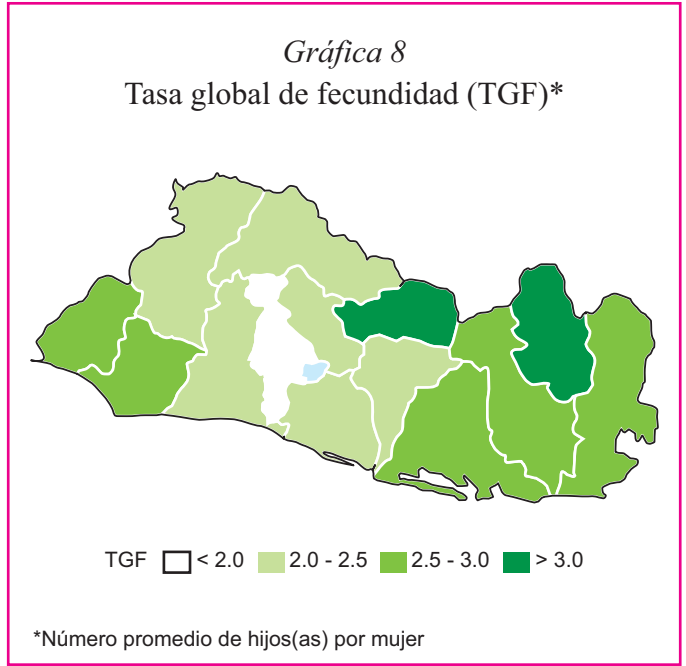 Gráfica 8
Tasa global de fecundidad (TGF)*
TGF < 2.0 2.0 - 2.5 2.5 - 3.0 > 3.0
*Número promedio de hijos(as) por mujer